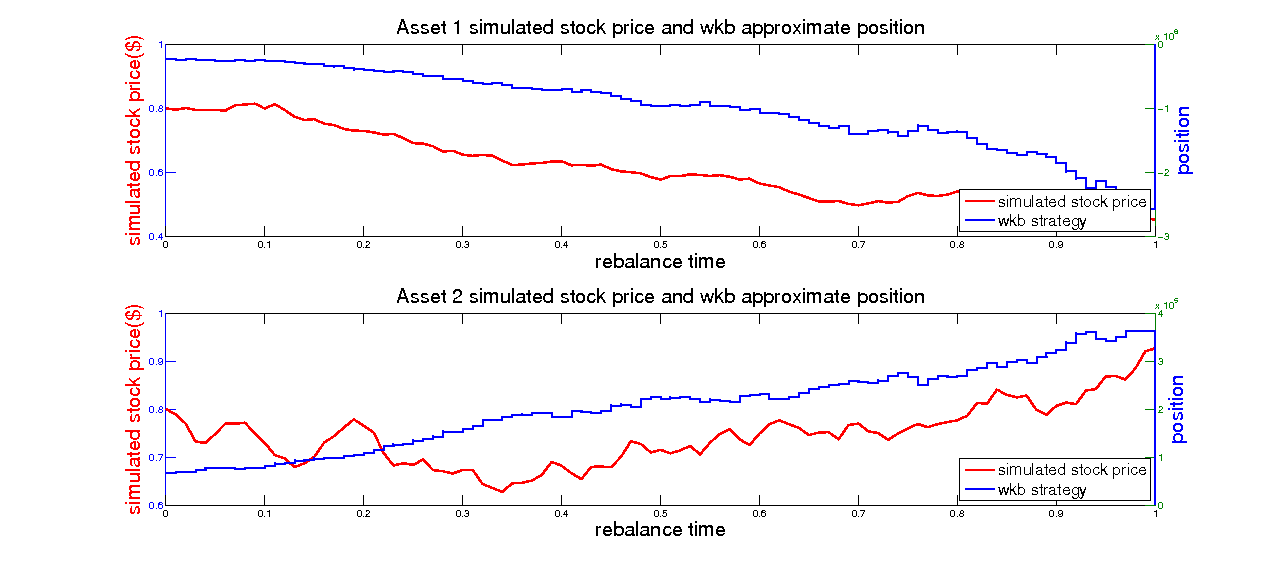 Asset 1 simulated stock price and wkb approximate position
x 10
simulated stock price($)
1
0.8
0.6
0.4
0
-1
-2
-3
position
simulated stock price
wkb strategy
0 0.1 0.2 0.3 0.4 0.5 0.6 0.7 0.8 0.9 1
rebalance time
Asset 2 simulated stock price and wkb approximate position
x 10^5
simulated stock price($)
1
0.9
0.8
0.7
0.6
4
3
2
1
0
position
simulated stock price
wkb strategy
0 0.1 0.2 0.3 0.4 0.5 0.6 0.7 0.8 0.9 1
rebalance time